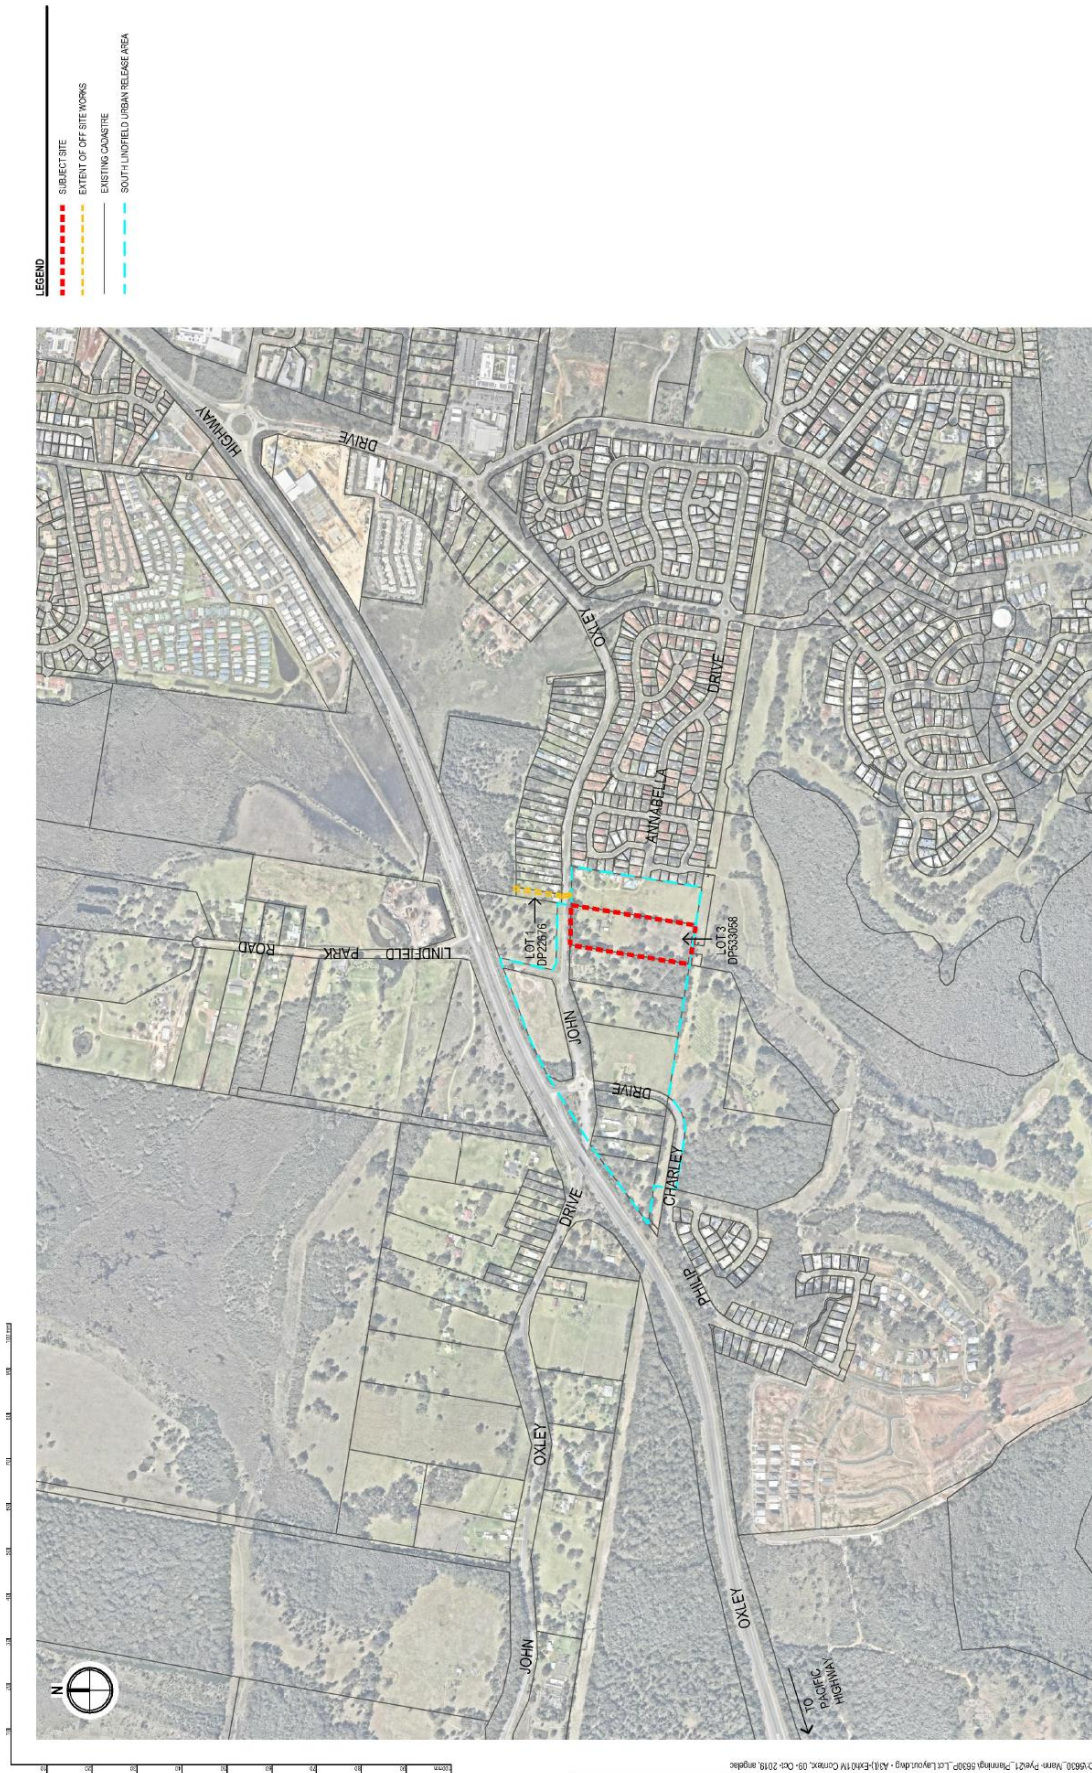 LEGEND
SUBJECT SITE
EXTENT OF OFF SITE WORKS
EXISTING CADASTRE
SOUTH LINDFIELD URBAN RELEASE AREA
HIGHWAY
DRIVE
OXLEY
DRIVE
ANNABELLA
LINDFIELD PARK ROAD
LOT 1
DP22676
LOT 3
DP533058
JOHN
DRIVE
CHARLEY
DRIVE
PHILIP
OXLEY
JOHN
OXLEY
TO
PACIFIC
HIGHWAY
N